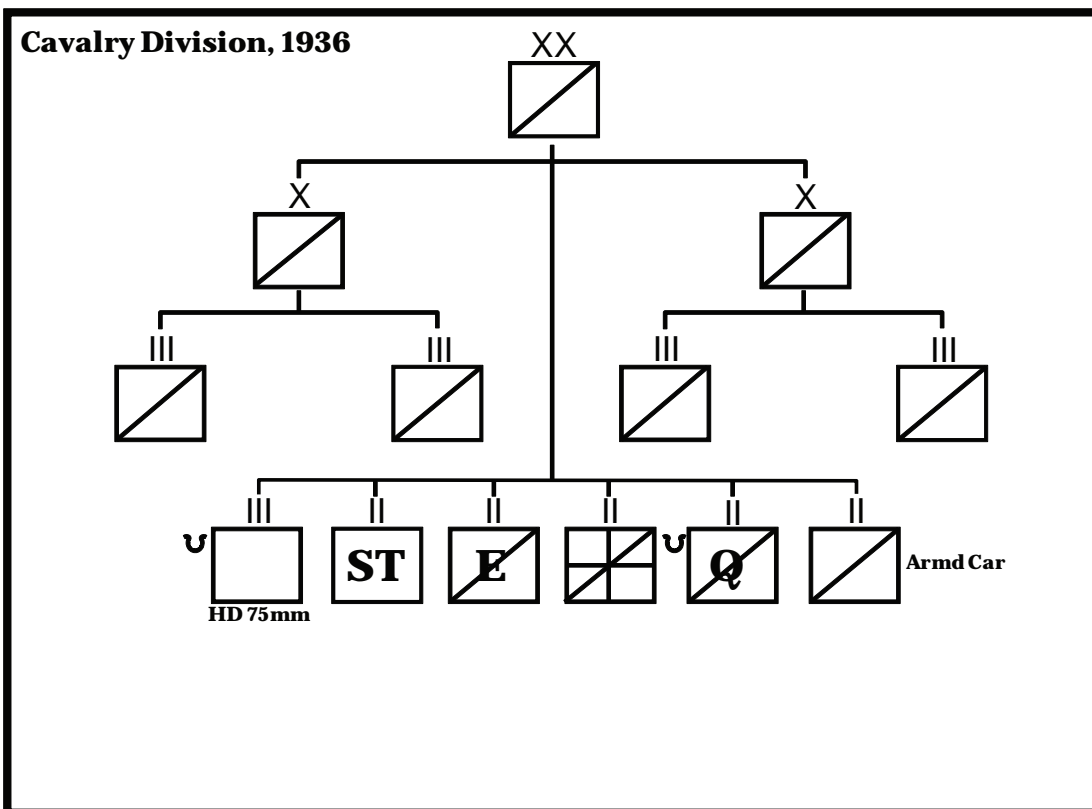 Cavalry Division, 1936
XX
X X
III III III III
III II II II II II
ST E Q Armd Car
HD 75mm